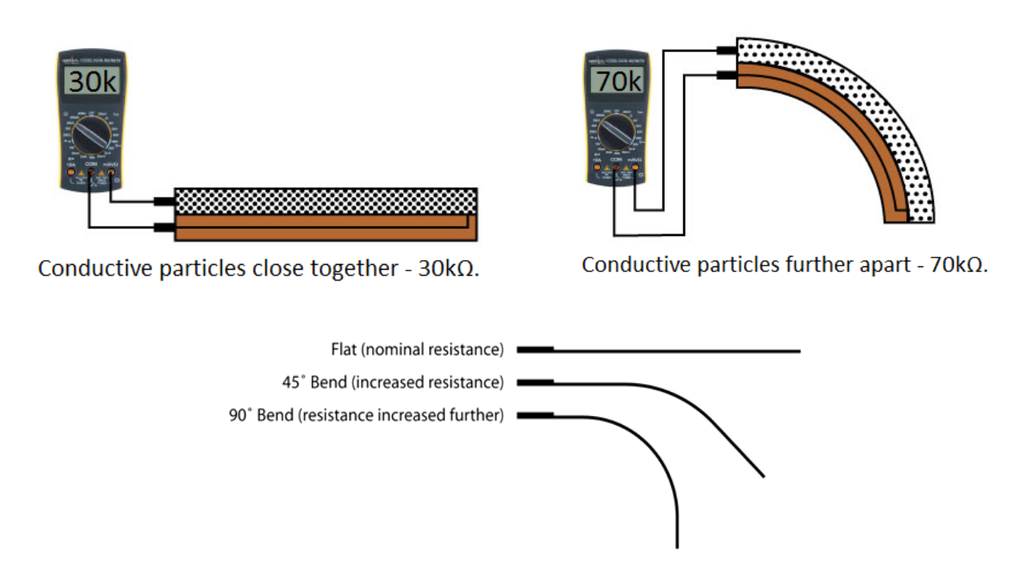 30k
70k
Conductive particles close together - 30kΩ.
Conductive particles further apart - 70kΩ.
Flat (nominal resistance)
45˚ Bend (increased resistance)
90˚ Bend (resistance increased further)